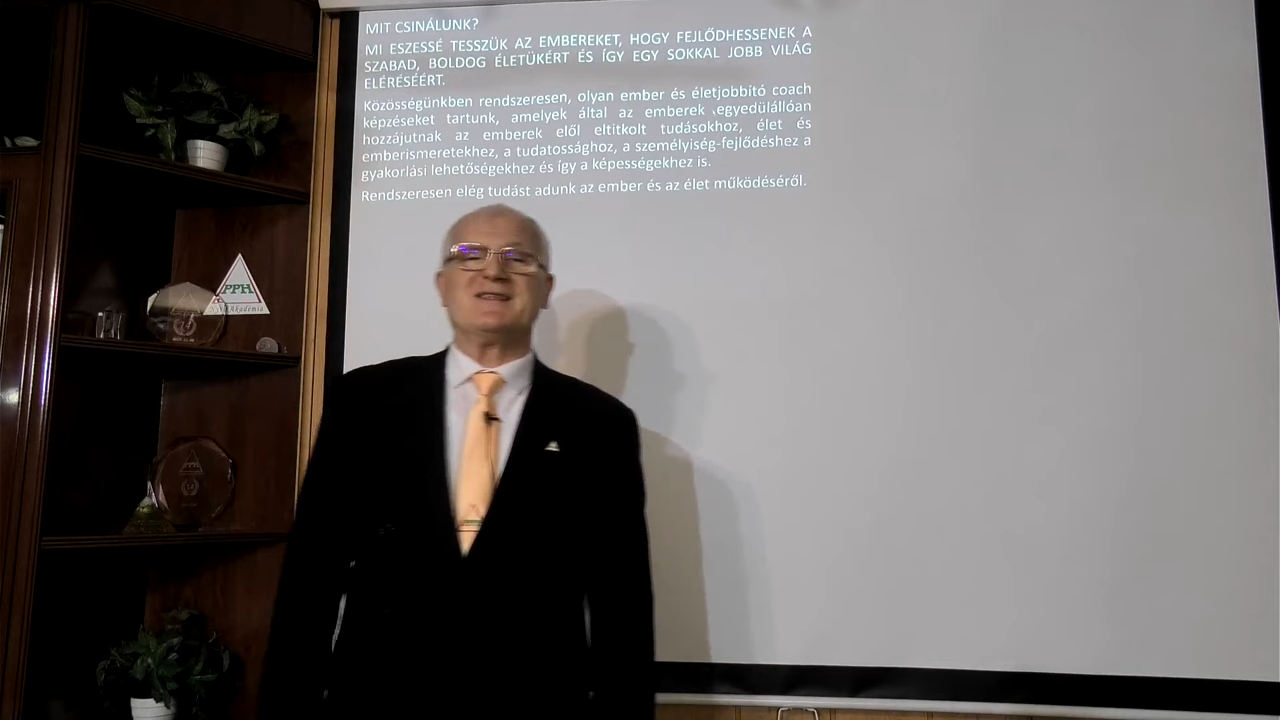 MIT CSINÁLUNK?
MI ESZESSÉ TESSZÜK AZ EMBEREKET, HOGY FEJLŐDHESSENEK A
SZABAD, BOLDOG ÉLETÜKÉRT ÉS ÍGY EGY SOKKAL JOBB VILÁG
ELÉRÉSÉÉRT.
Közösségünkben rendszeresen, olyan ember és életjobbító coach
képzéseket tartunk, amelyek által az emberek egyedülállóan
hozzájutnak az emberek elől eltitkolt tudásokhoz, élet és
emberismeretekhez, a tudatossághoz, a személyiség-fejlődéshez a
gyakorlási lehetőségekhez és így a képességekhez is.
Rendszeresen elég tudást adunk az ember és az élet működéséről.
PPH
Akadémia